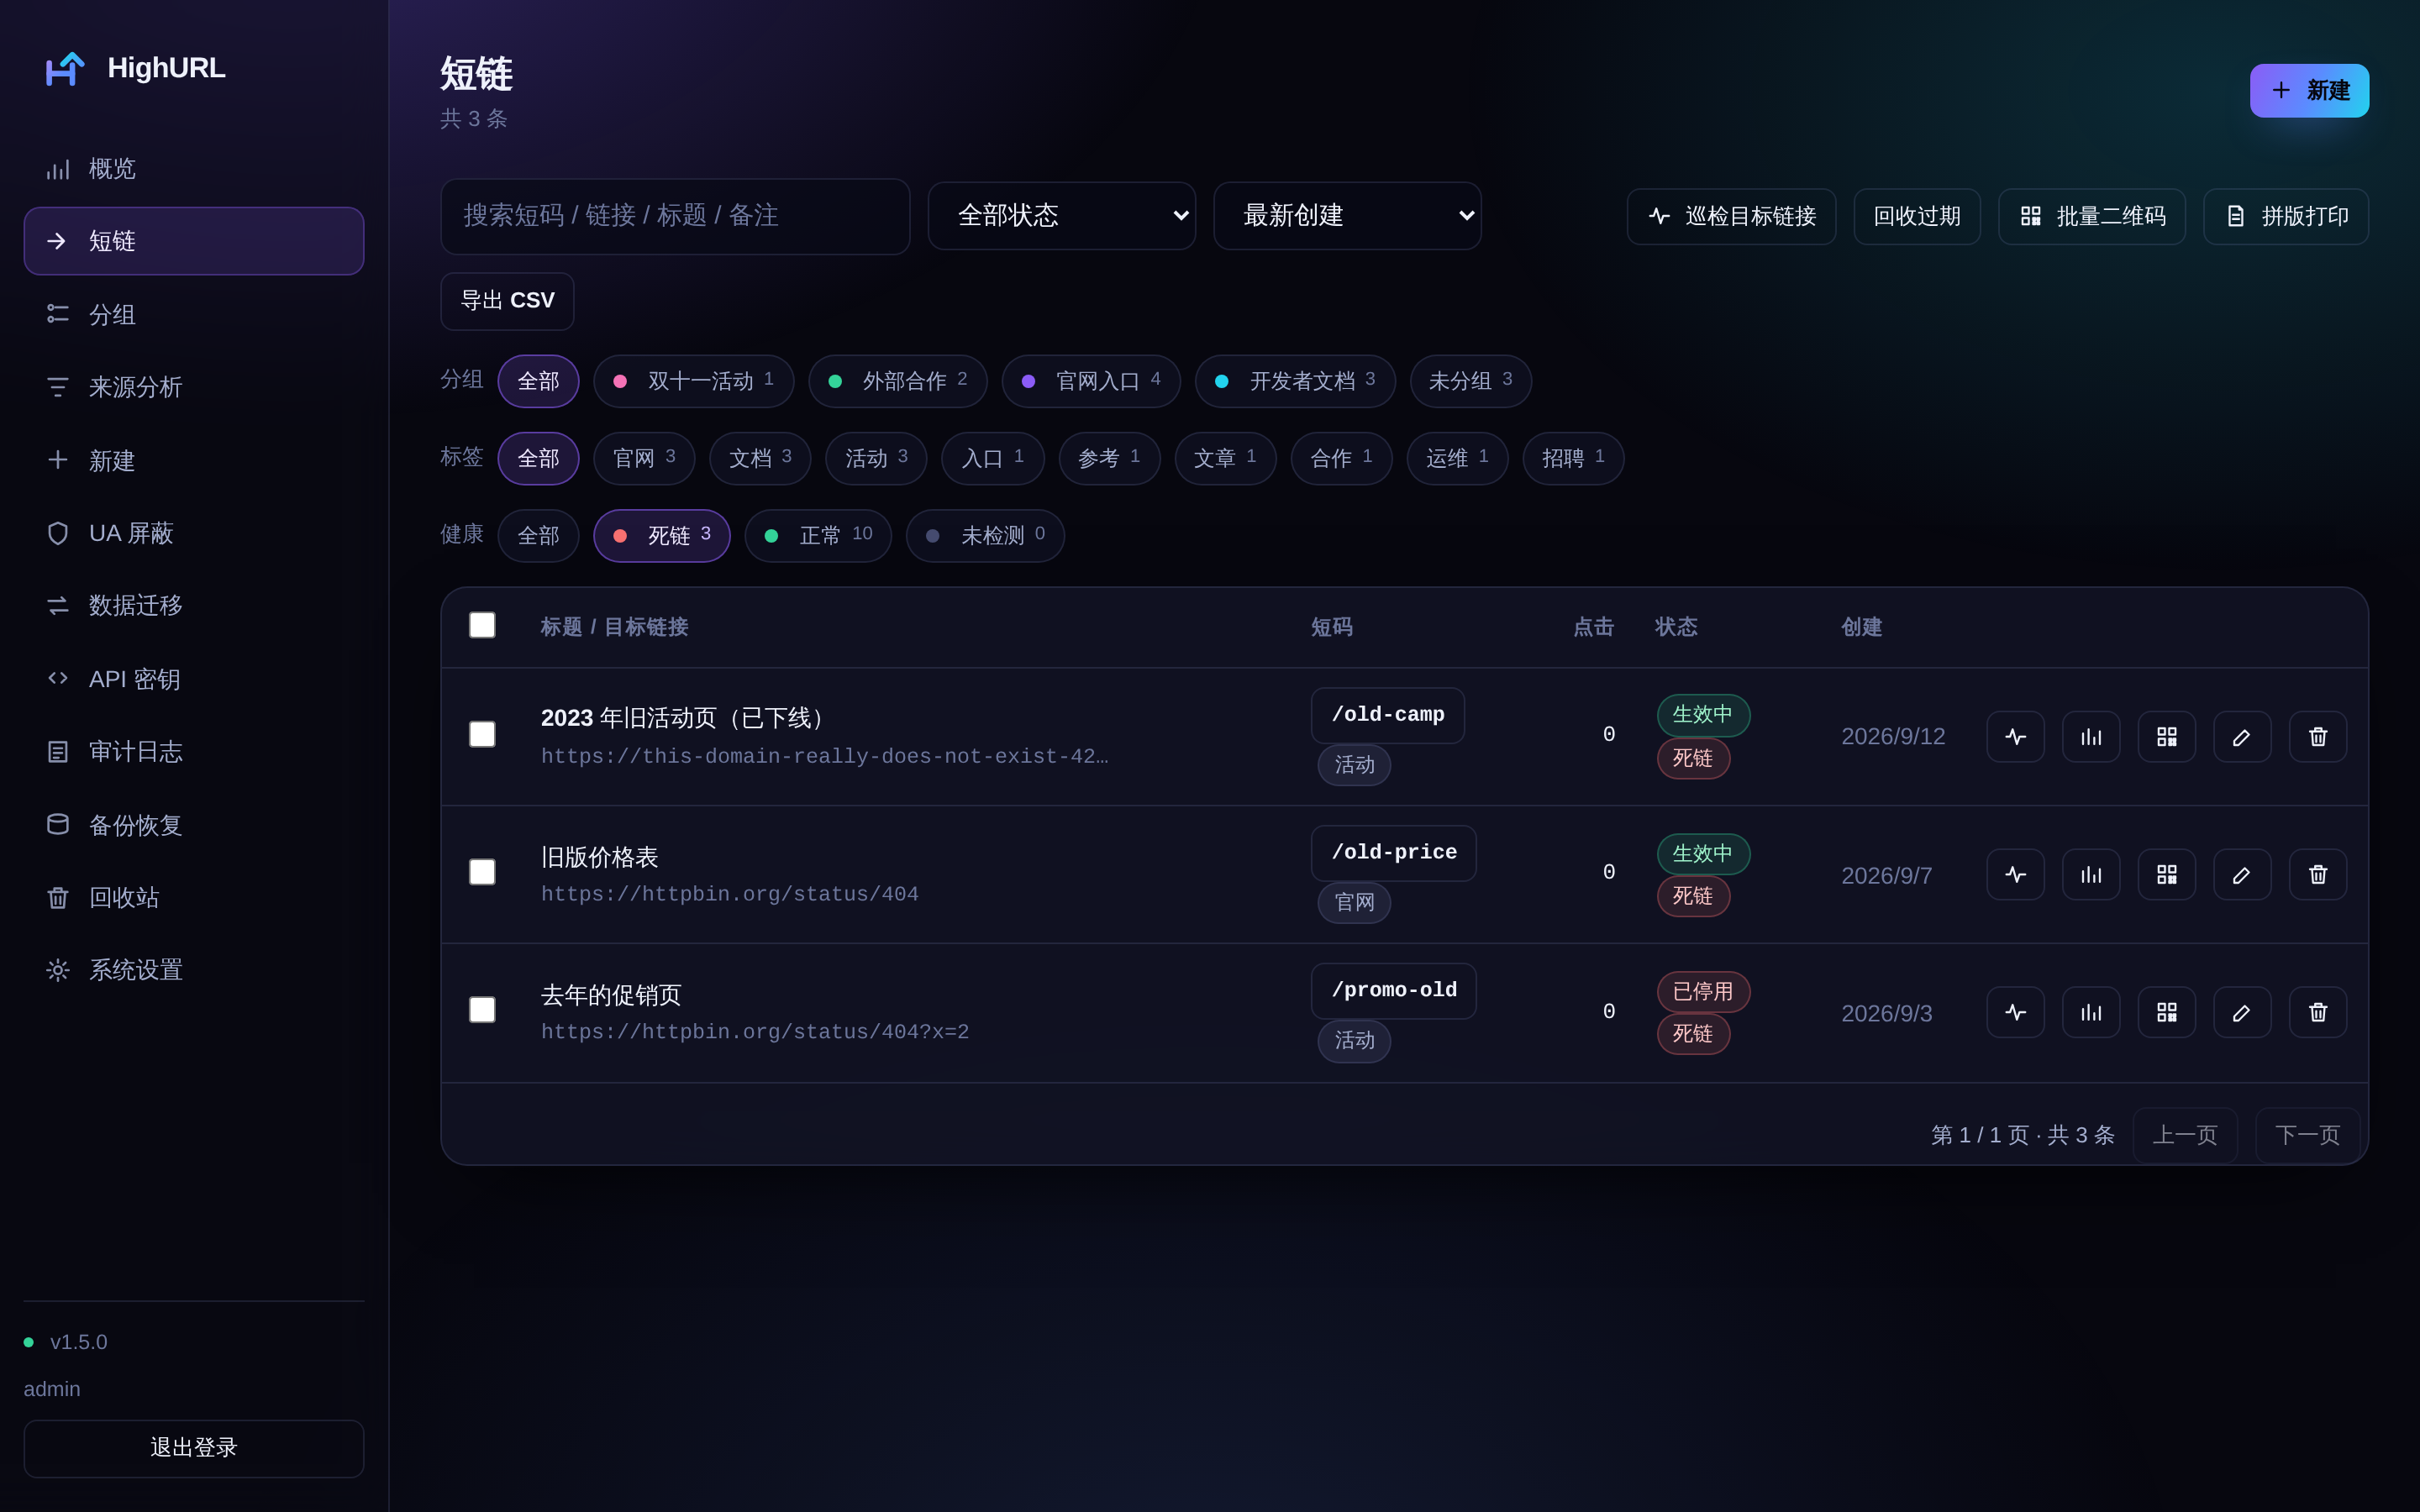 HighURL
概览
短链
分组
来源分析
新建
UA 屏蔽
数据迁移
API 密钥
审计日志
备份恢复
回收站
系统设置
v1.5.0
admin
退出登录
短链
共 3 条
新建
搜索短码 / 链接 / 标题 / 备注 全部状态 最新创建 巡检目标链接 回收过期 批量二维码 拼版打印
导出 CSV
分组 全部 双十一活动 1 外部合作 2 官网入口 4 开发者文档 3 未分组 3
标签 全部 官网 3 文档 3 活动 3 入口 1 参考 1 文章 1 合作 1 运维 1 招聘 1
健康 全部 死链 3 正常 10 未检测 0
标题 / 目标链接 短码 点击 状态 创建
2023 年旧活动页（已下线） /old-camp 0 生效中 2026/9/12
https://this-domain-really-does-not-exist-42… 活动 死链
旧版价格表 /old-price 0 生效中 2026/9/7
https://httpbin.org/status/404 官网 死链
去年的促销页 /promo-old 0 已停用 2026/9/3
https://httpbin.org/status/404?x=2 活动 死链
第 1 / 1 页 · 共 3 条 上一页 下一页